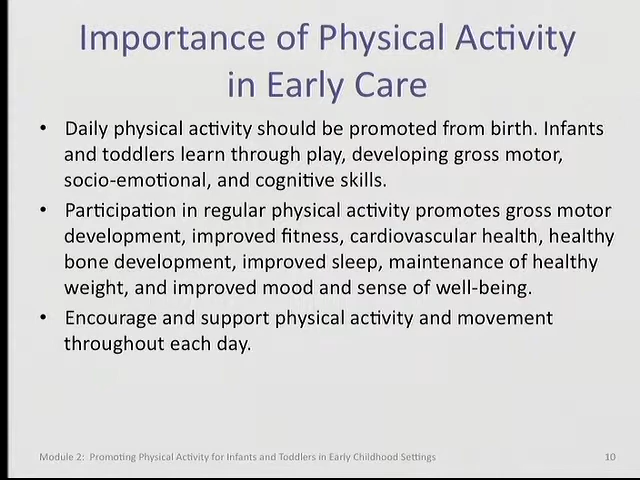 Importance of Physical Activity
in Early Care
• Daily physical activity should be promoted from birth. Infants
and toddlers learn through play, developing gross motor,
socio-emotional, and cognitive skills.
• Participation in regular physical activity promotes gross motor
development, improved fitness, cardiovascular health, healthy
bone development, improved sleep, maintenance of healthy
weight, and improved mood and sense of well-being.
• Encourage and support physical activity and movement
throughout each day.
Module 2: Promoting Physical Activity for Infants and Toddlers in Early Childhood Settings 10